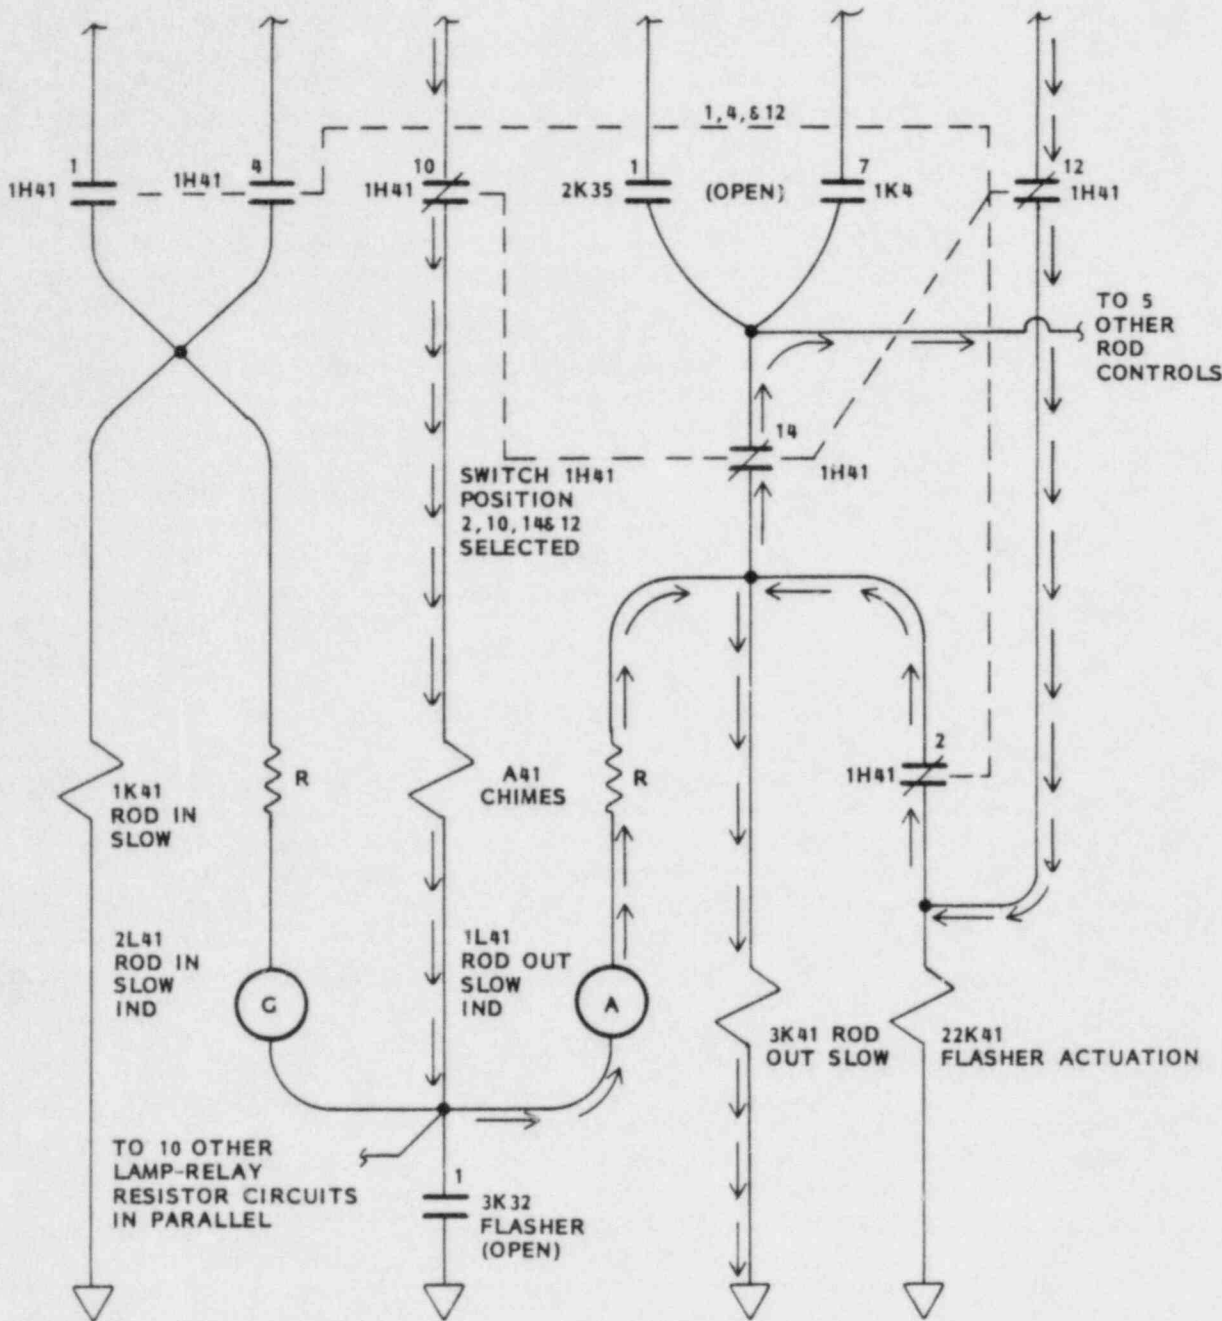 1, 4, & 12
1
1H41
1H41
4
10
1H41
1
2K35
(OPEN)
7
1K4
12
1H41
TO 5
OTHER
ROD
CONTROLS
14
1H41
SWITCH 1H41
POSITION
2, 10, 14& 12
SELECTED
1K41
ROD IN
SLOW
R
A41
CHIMES
R
2
1H41
2L41
ROD IN
SLOW
IND
G
1L41
ROD OUT
SLOW
IND
A
3K41 ROD
OUT SLOW
22K41
FLASHER ACTUATION
TO 10 OTHER
LAMP-RELAY
RESISTOR CIRCUITS
IN PARALLEL
1
3K32
FLASHER
(OPEN)